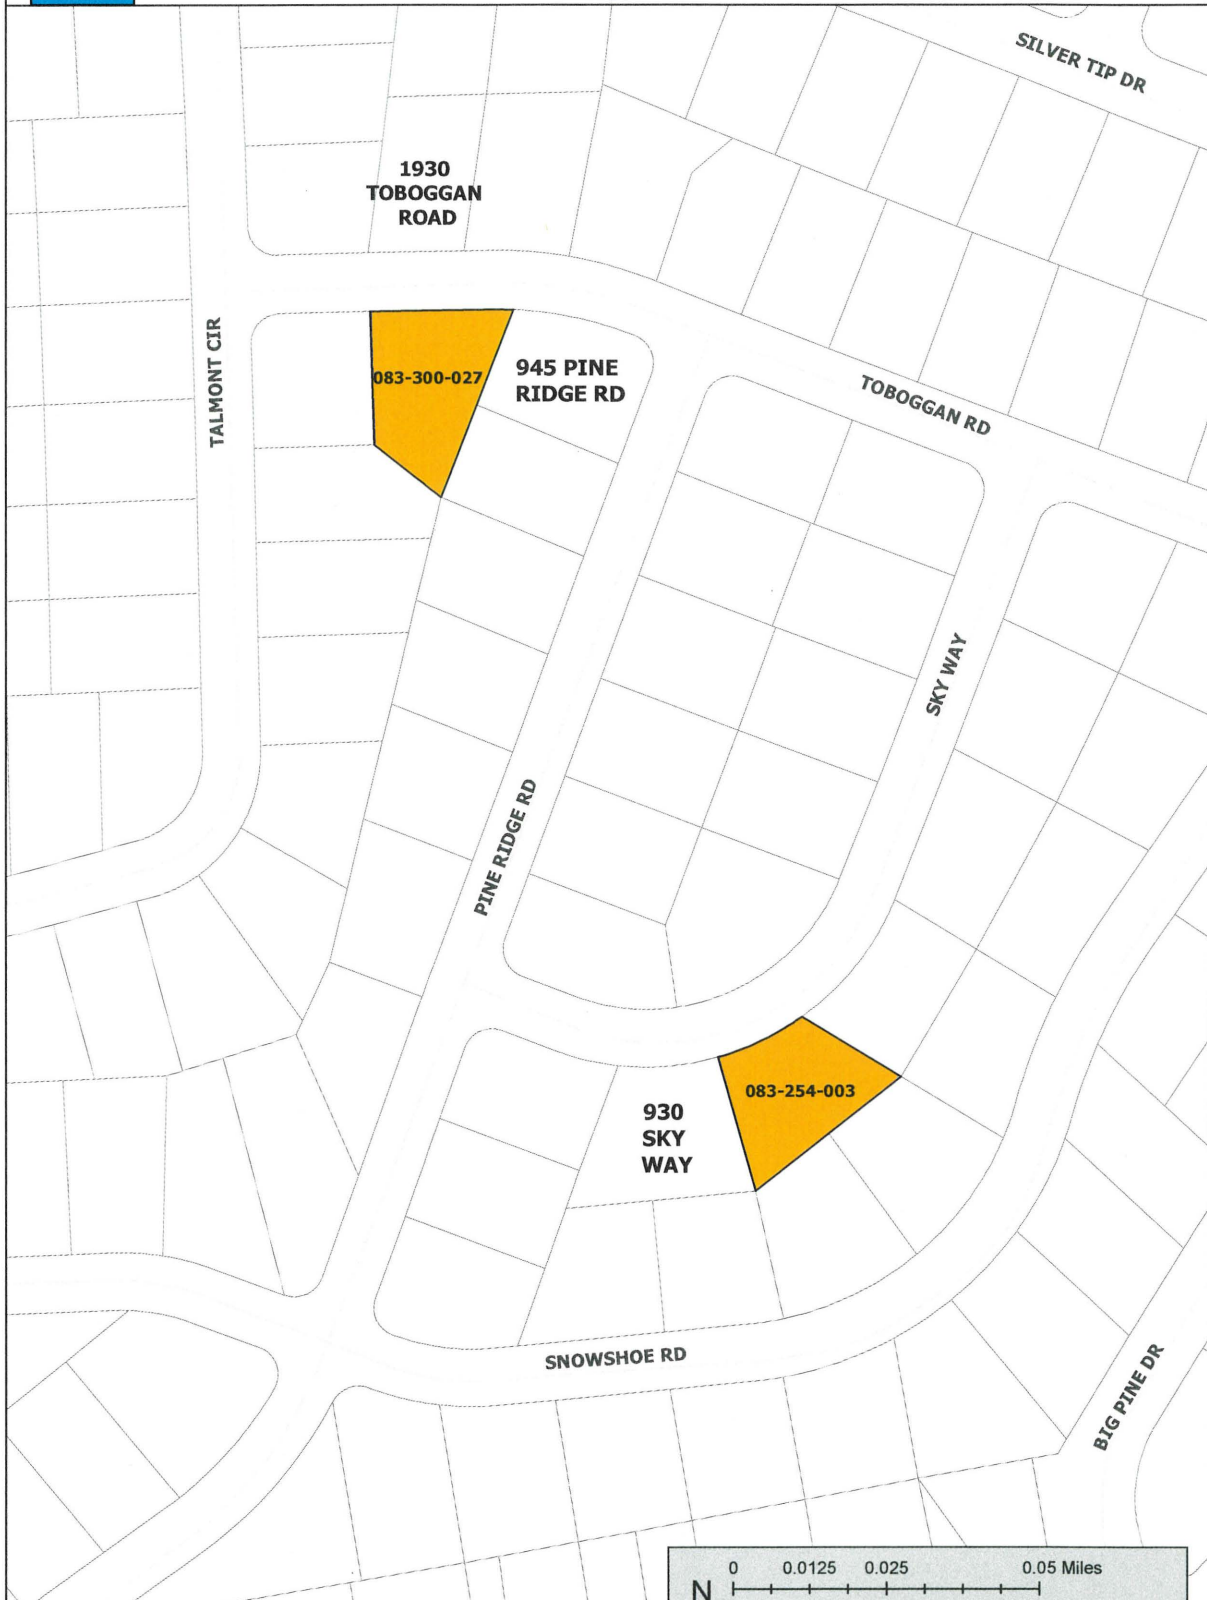 SILVER TIP DR
1930
TOBOGGAN
ROAD
TALMONT CIR
083-300-027
945 PINE
RIDGE RD
TOBOGGAN RD
SKY WAY
PINE RIDGE RD
083-254-003
930
SKY
WAY
SNOWSHOE RD
BIG PINE DR
0 0.0125 0.025 0.05 Miles
N